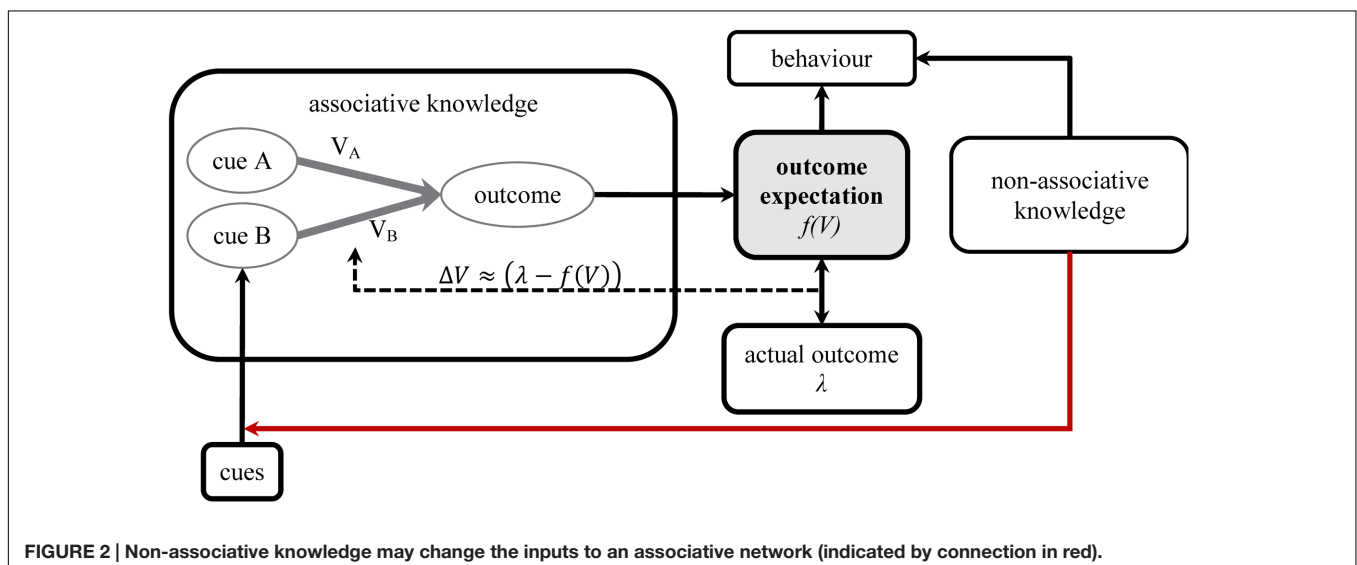 behaviour
associative knowledge
V_A
cue A
outcome
cue B
V_B
outcome
expectation
f(V)
non-associative
knowledge
ΔV ≈ (λ − f(V))
actual outcome
λ
cues
FIGURE 2 | Non-associative knowledge may change the inputs to an associative network (indicated by connection in red).